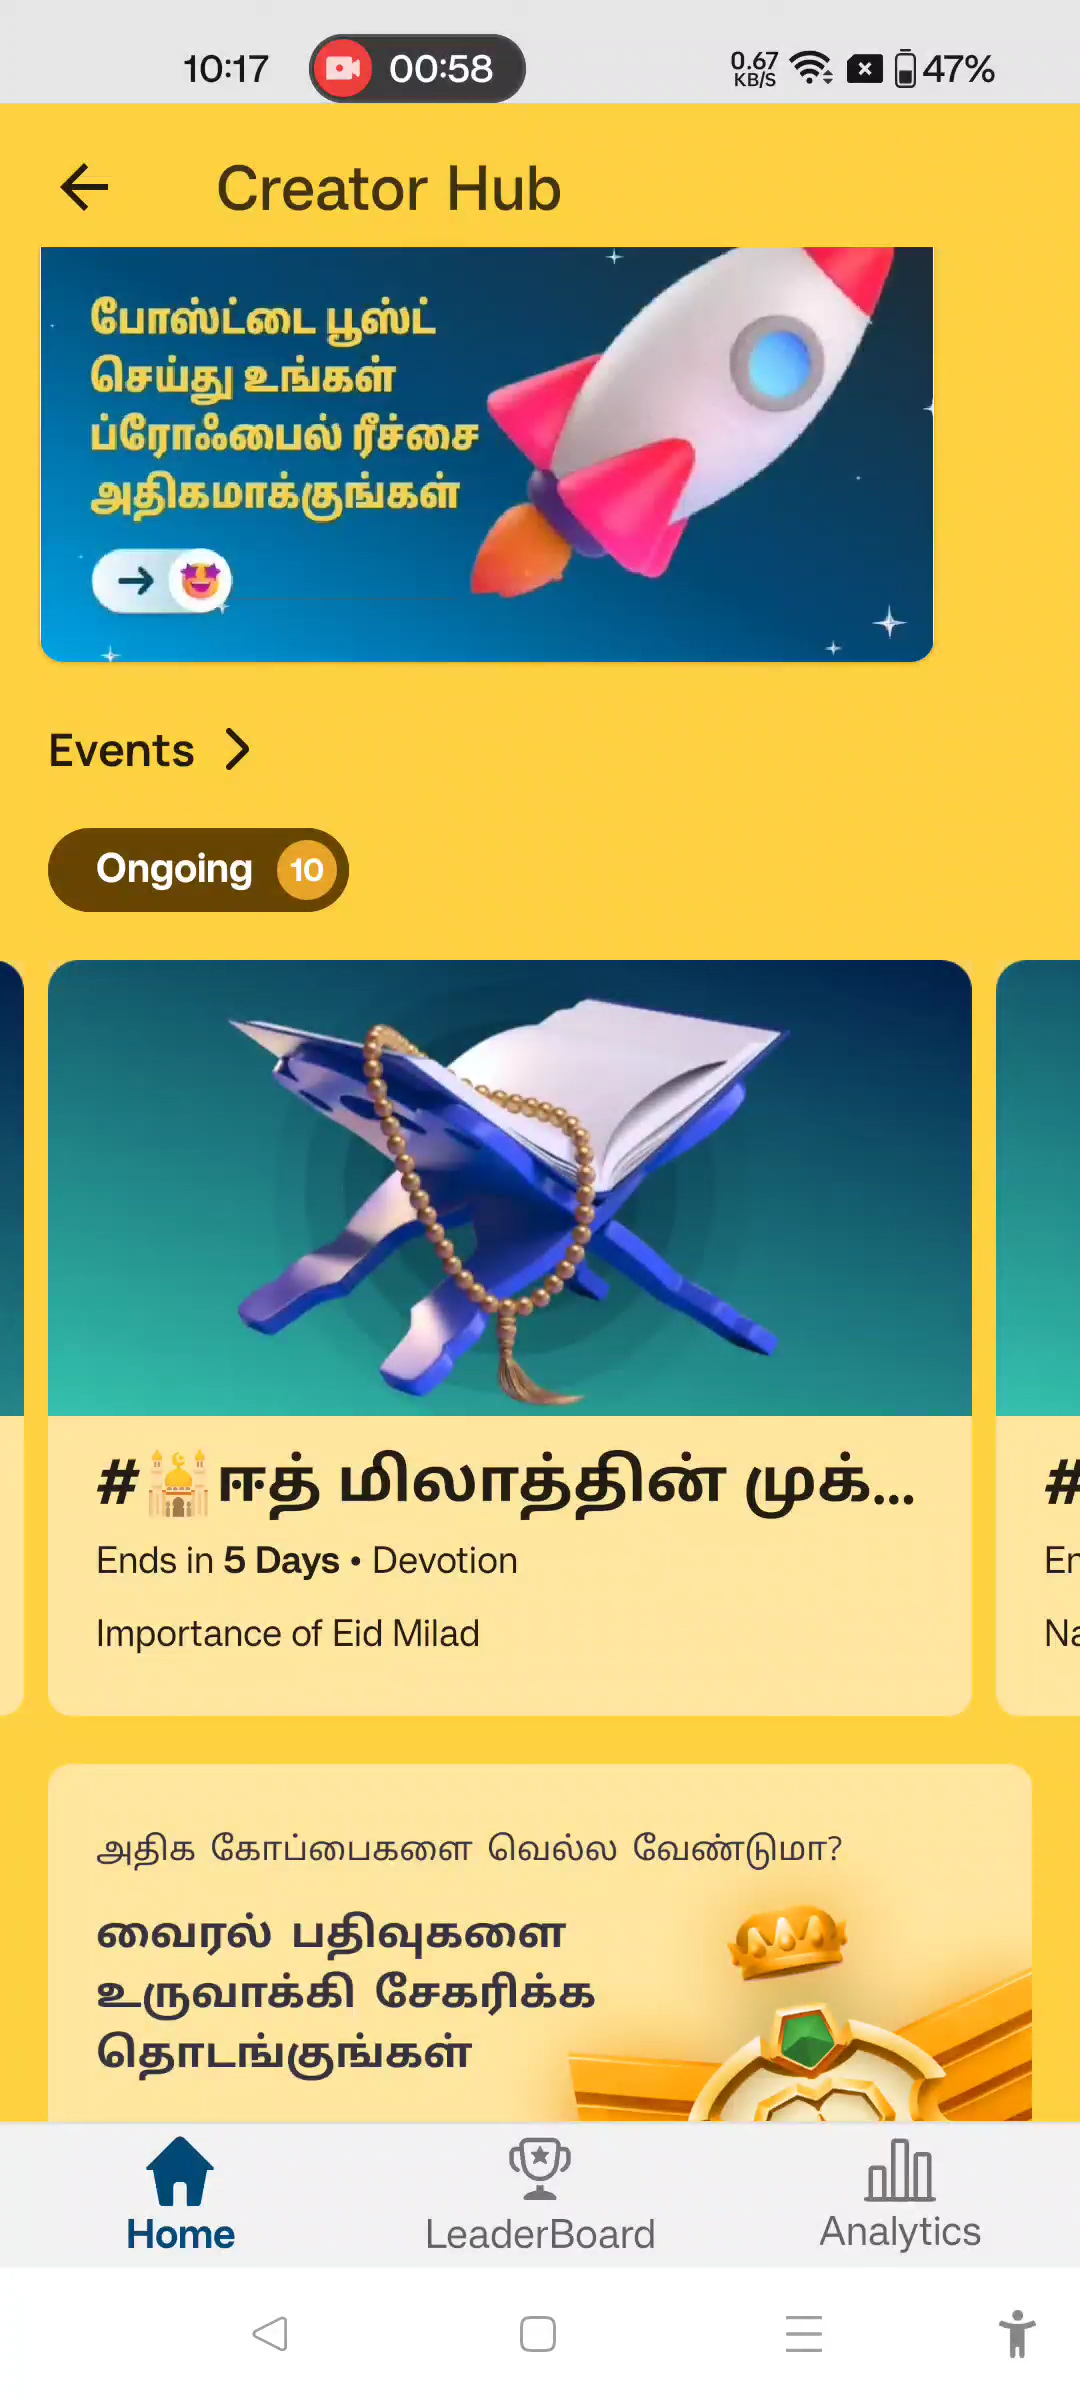 10:17
00:58
0.67
KB/S
47%
Creator Hub
போஸ்ட்டை பூஸ்ட்
செய்து உங்கள்
ப்ரோஃபைல் ரீச்சை
அதிகமாக்குங்கள்
Events
Ongoing 10
#🕌ஈத் மிலாத்தின் முக்...
Ends in 5 Days • Devotion
Importance of Eid Milad
#
En
Na
அதிக கோப்பைகளை வெல்ல வேண்டுமா?
வைரல் பதிவுகளை
உருவாக்கி சேகரிக்க
தொடங்குங்கள்
Home
LeaderBoard
Analytics